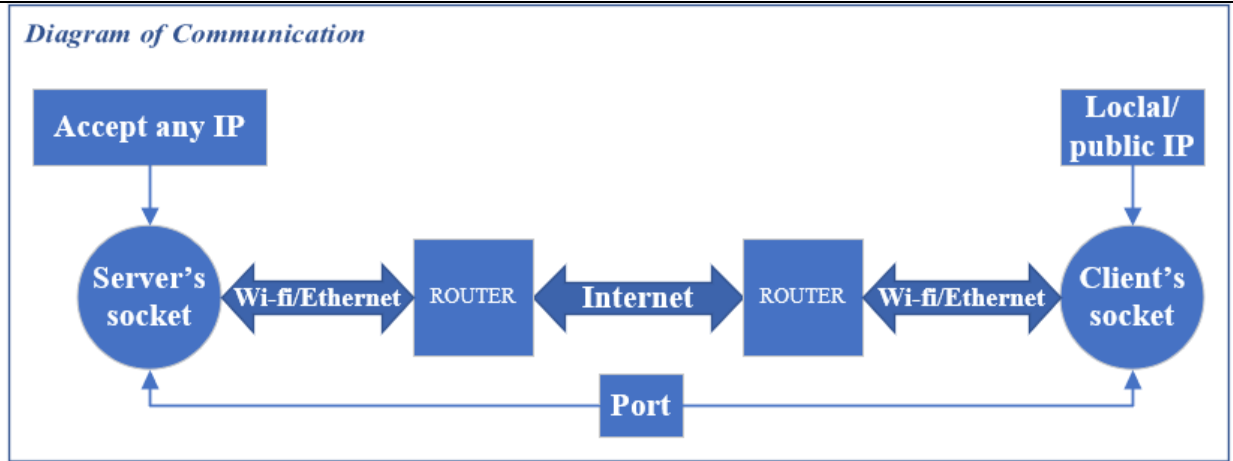 Diagram of Communication
Accept any IP
Loclal/
public IP
Server's
socket
Wi-fi/Ethernet
ROUTER
Internet
ROUTER
Wi-fi/Ethernet
Client's
socket
Port